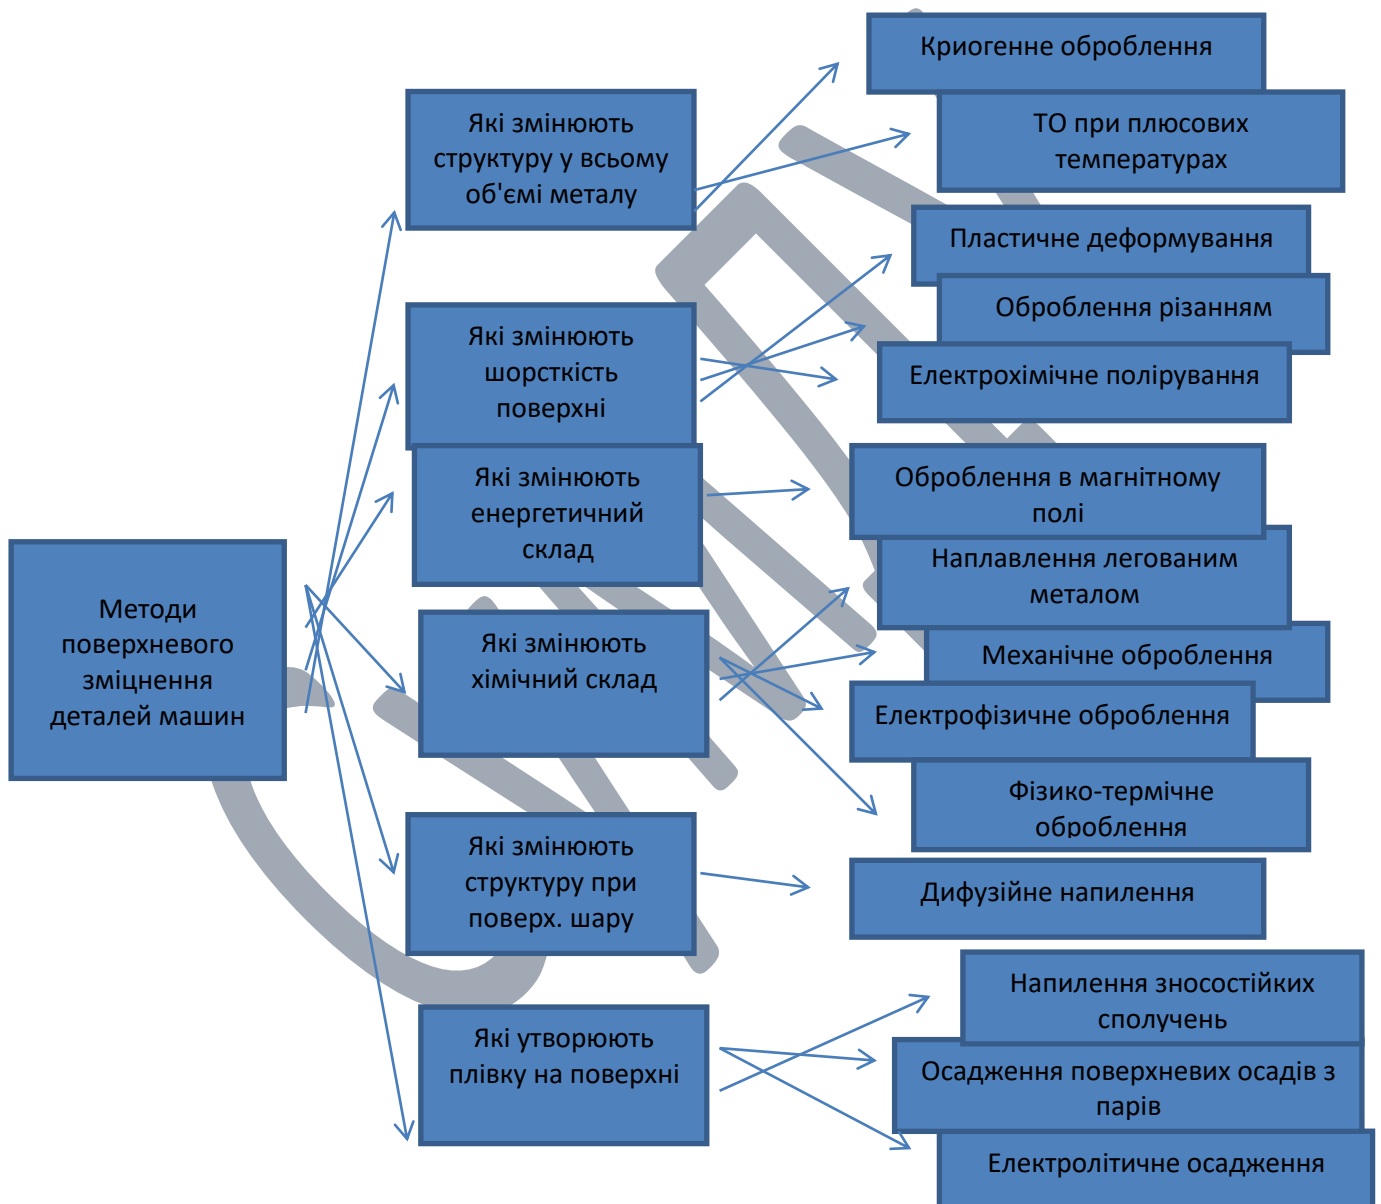 Методи
поверхневого
зміцнення
деталей машин
Які змінюють
структуру у всьому
об'ємі металу
Які змінюють
шорсткість
поверхні
Які змінюють
енергетичний
склад
Які змінюють
хімічний склад
Які змінюють
структуру при
поверх. шару
Які утворюють
плівку на поверхні
Криогенне оброблення
ТО при плюсових
температурах
Пластичне деформування
Оброблення різанням
Електрохімічне полірування
Оброблення в магнітному
полі
Наплавлення легованим
металом
Механічне оброблення
Електрофізичне оброблення
Фізико-термічне
оброблення
Дифузійне напилення
Напилення зносостійких
сполучень
Осадження поверхневих осадів з
парів
Електролітичне осадження